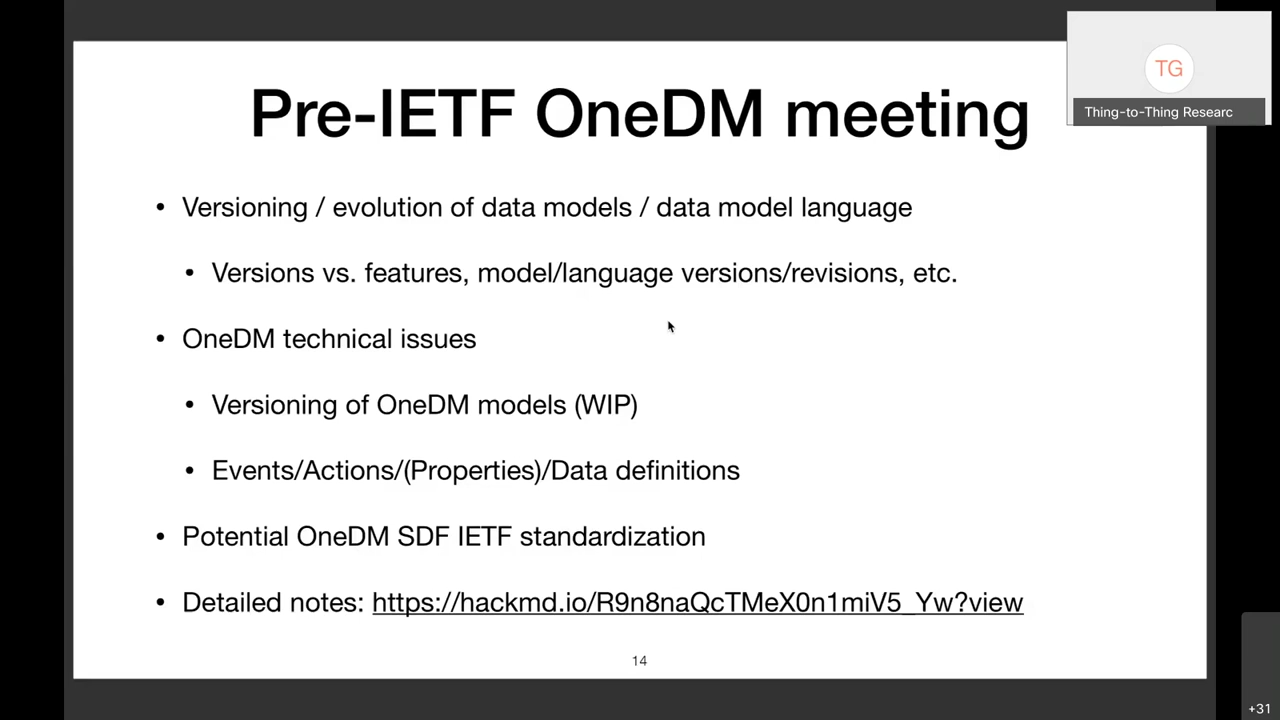 Pre-IETF OneDM meeting
TG
Thing-to-Thing Researc
• Versioning / evolution of data models / data model language
• Versions vs. features, model/language versions/revisions, etc.
• OneDM technical issues
• Versioning of OneDM models (WIP)
• Events/Actions/(Properties)/Data definitions
• Potential OneDM SDF IETF standardization
• Detailed notes: https://hackmd.io/R9n8naQcTMeX0n1miV5_Yw?view
14
+31